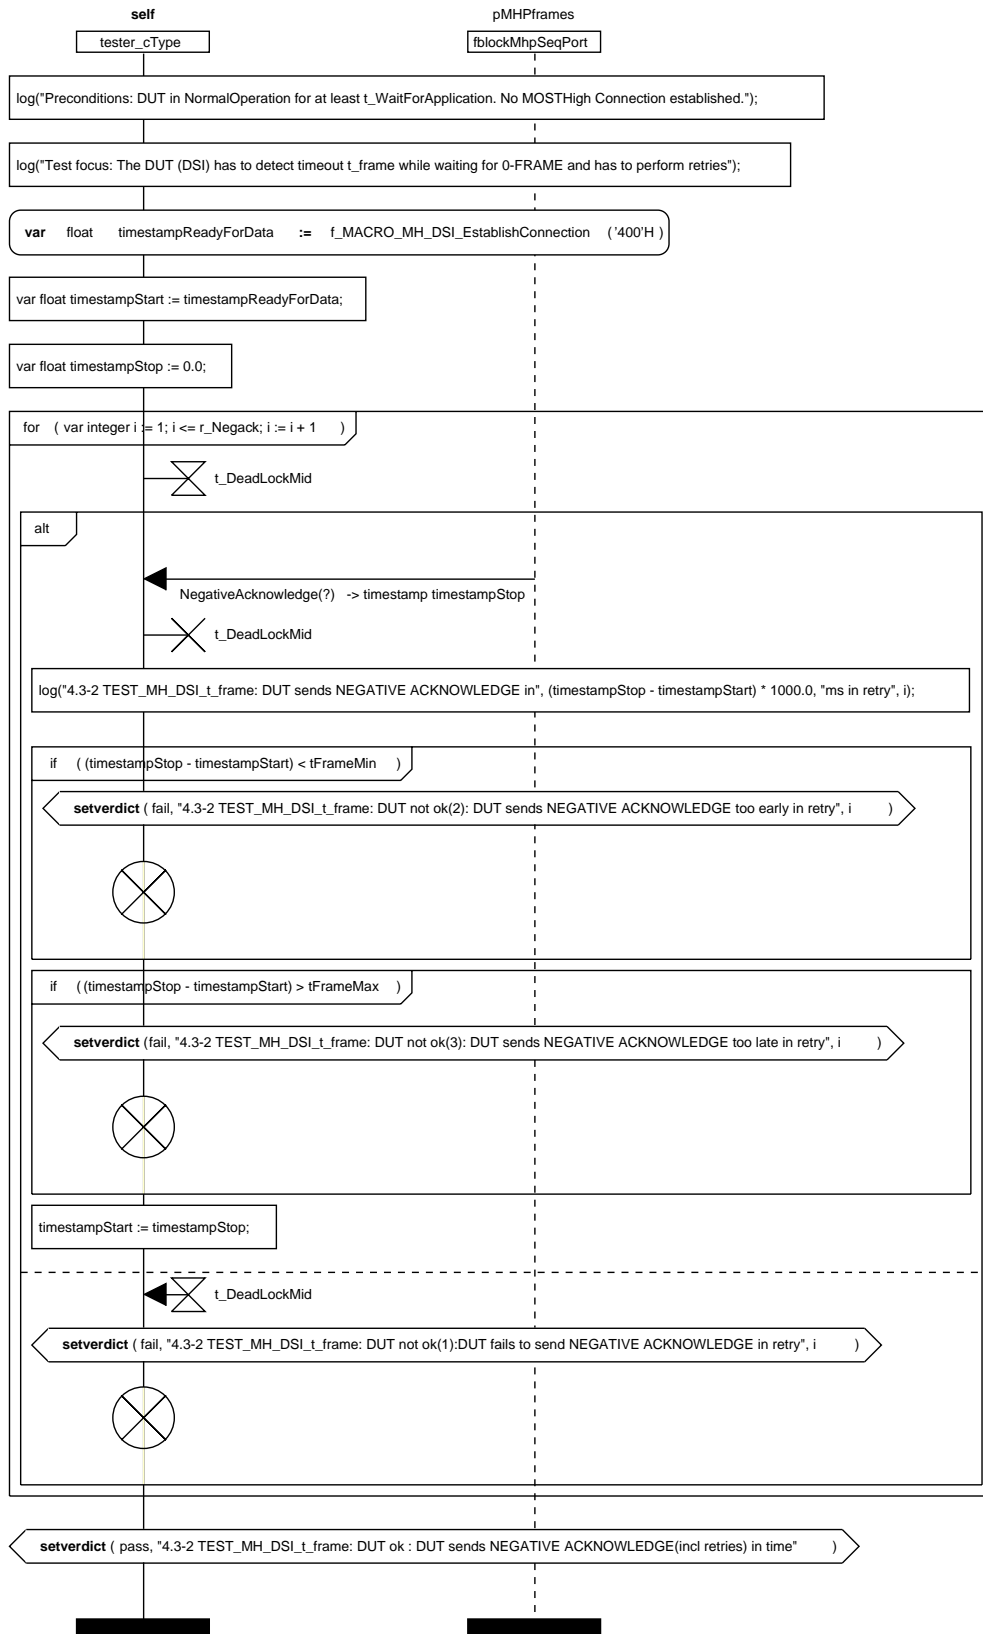 self pMHPframes
tester_cType fblockMhpSeqPort
log("Preconditions: DUT in NormalOperation for at least t_WaitForApplication. No MOSTHigh Connection established.");
log("Test focus: The DUT (DSI) has to detect timeout t_frame while waiting for 0-FRAME and has to perform retries");
var float timestampReadyForData := f_MACRO_MH_DSI_EstablishConnection ('400'H )
var float timestampStart := timestampReadyForData;
var float timestampStop := 0.0;
for ( var integer i := 1; i <= r_Negack; i := i + 1 )
t_DeadLockMid
alt
NegativeAcknowledge(?) -> timestamp timestampStop
t_DeadLockMid
log("4.3-2 TEST_MH_DSI_t_frame: DUT sends NEGATIVE ACKNOWLEDGE in", (timestampStop - timestampStart) * 1000.0, "ms in retry", i);
if ( (timestampStop - timestampStart) < tFrameMin )
setverdict ( fail, "4.3-2 TEST_MH_DSI_t_frame: DUT not ok(2): DUT sends NEGATIVE ACKNOWLEDGE too early in retry", i )
if ( (timestampStop - timestampStart) > tFrameMax )
setverdict (fail, "4.3-2 TEST_MH_DSI_t_frame: DUT not ok(3): DUT sends NEGATIVE ACKNOWLEDGE too late in retry", i )
timestampStart := timestampStop;
t_DeadLockMid
setverdict ( fail, "4.3-2 TEST_MH_DSI_t_frame: DUT not ok(1):DUT fails to send NEGATIVE ACKNOWLEDGE in retry", i )
setverdict ( pass, "4.3-2 TEST_MH_DSI_t_frame: DUT ok : DUT sends NEGATIVE ACKNOWLEDGE(incl retries) in time" )